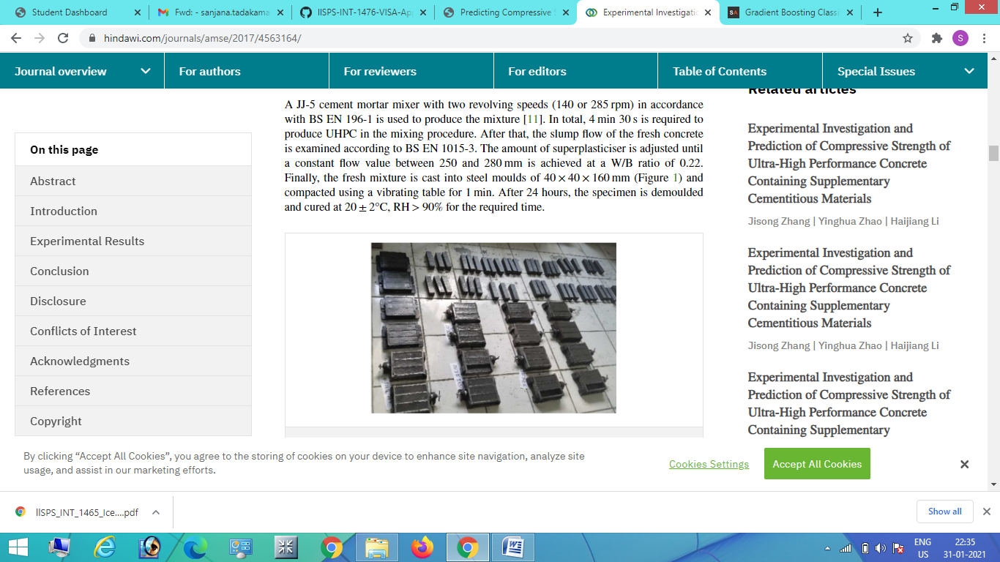 Student Dashboard
Fwd: - sanjana.tadakama
IISPS-INT-1476-VISA-Ap
Predicting Compressive
Experimental Investigati
SA Gradient Boosting Class
hindawi.com/journals/amse/2017/4563164/
S
Journal overview
For authors
For reviewers
For editors
Table of Contents
Special Issues
On this page
Abstract
Introduction
Experimental Results
Conclusion
Disclosure
Conflicts of Interest
Acknowledgments
References
Copyright
A JJ-5 cement mortar mixer with two revolving speeds (140 or 285 rpm) in accordance
with BS EN 196-1 is used to produce the mixture [11]. In total, 4 min 30 s is required to
produce UHPC in the mixing procedure. After that, the slump flow of the fresh concrete
is examined according to BS EN 1015-3. The amount of superplasticiser is adjusted until
a constant flow value between 250 and 280 mm is achieved at a W/B ratio of 0.22.
Finally, the fresh mixture is cast into steel moulds of 40 × 40 × 160 mm (Figure 1) and
compacted using a vibrating table for 1 min. After 24 hours, the specimen is demoulded
and cured at 20 ± 2°C, RH > 90% for the required time.
Related articles
Experimental Investigation and
Prediction of Compressive Strength of
Ultra-High Performance Concrete
Containing Supplementary
Cementitious Materials
Jisong Zhang | Yinghua Zhao | Haijiang Li
Experimental Investigation and
Prediction of Compressive Strength of
Ultra-High Performance Concrete
Containing Supplementary
Cementitious Materials
Jisong Zhang | Yinghua Zhao | Haijiang Li
Experimental Investigation and
Prediction of Compressive Strength of
Ultra-High Performance Concrete
Containing Supplementary
By clicking “Accept All Cookies”, you agree to the storing of cookies on your device to enhance site navigation, analyze site
usage, and assist in our marketing efforts.
Cookies Settings
Accept All Cookies
IISPS_INT_1465_Ice....pdf
Show all
ENG
US
22:35
31-01-2021